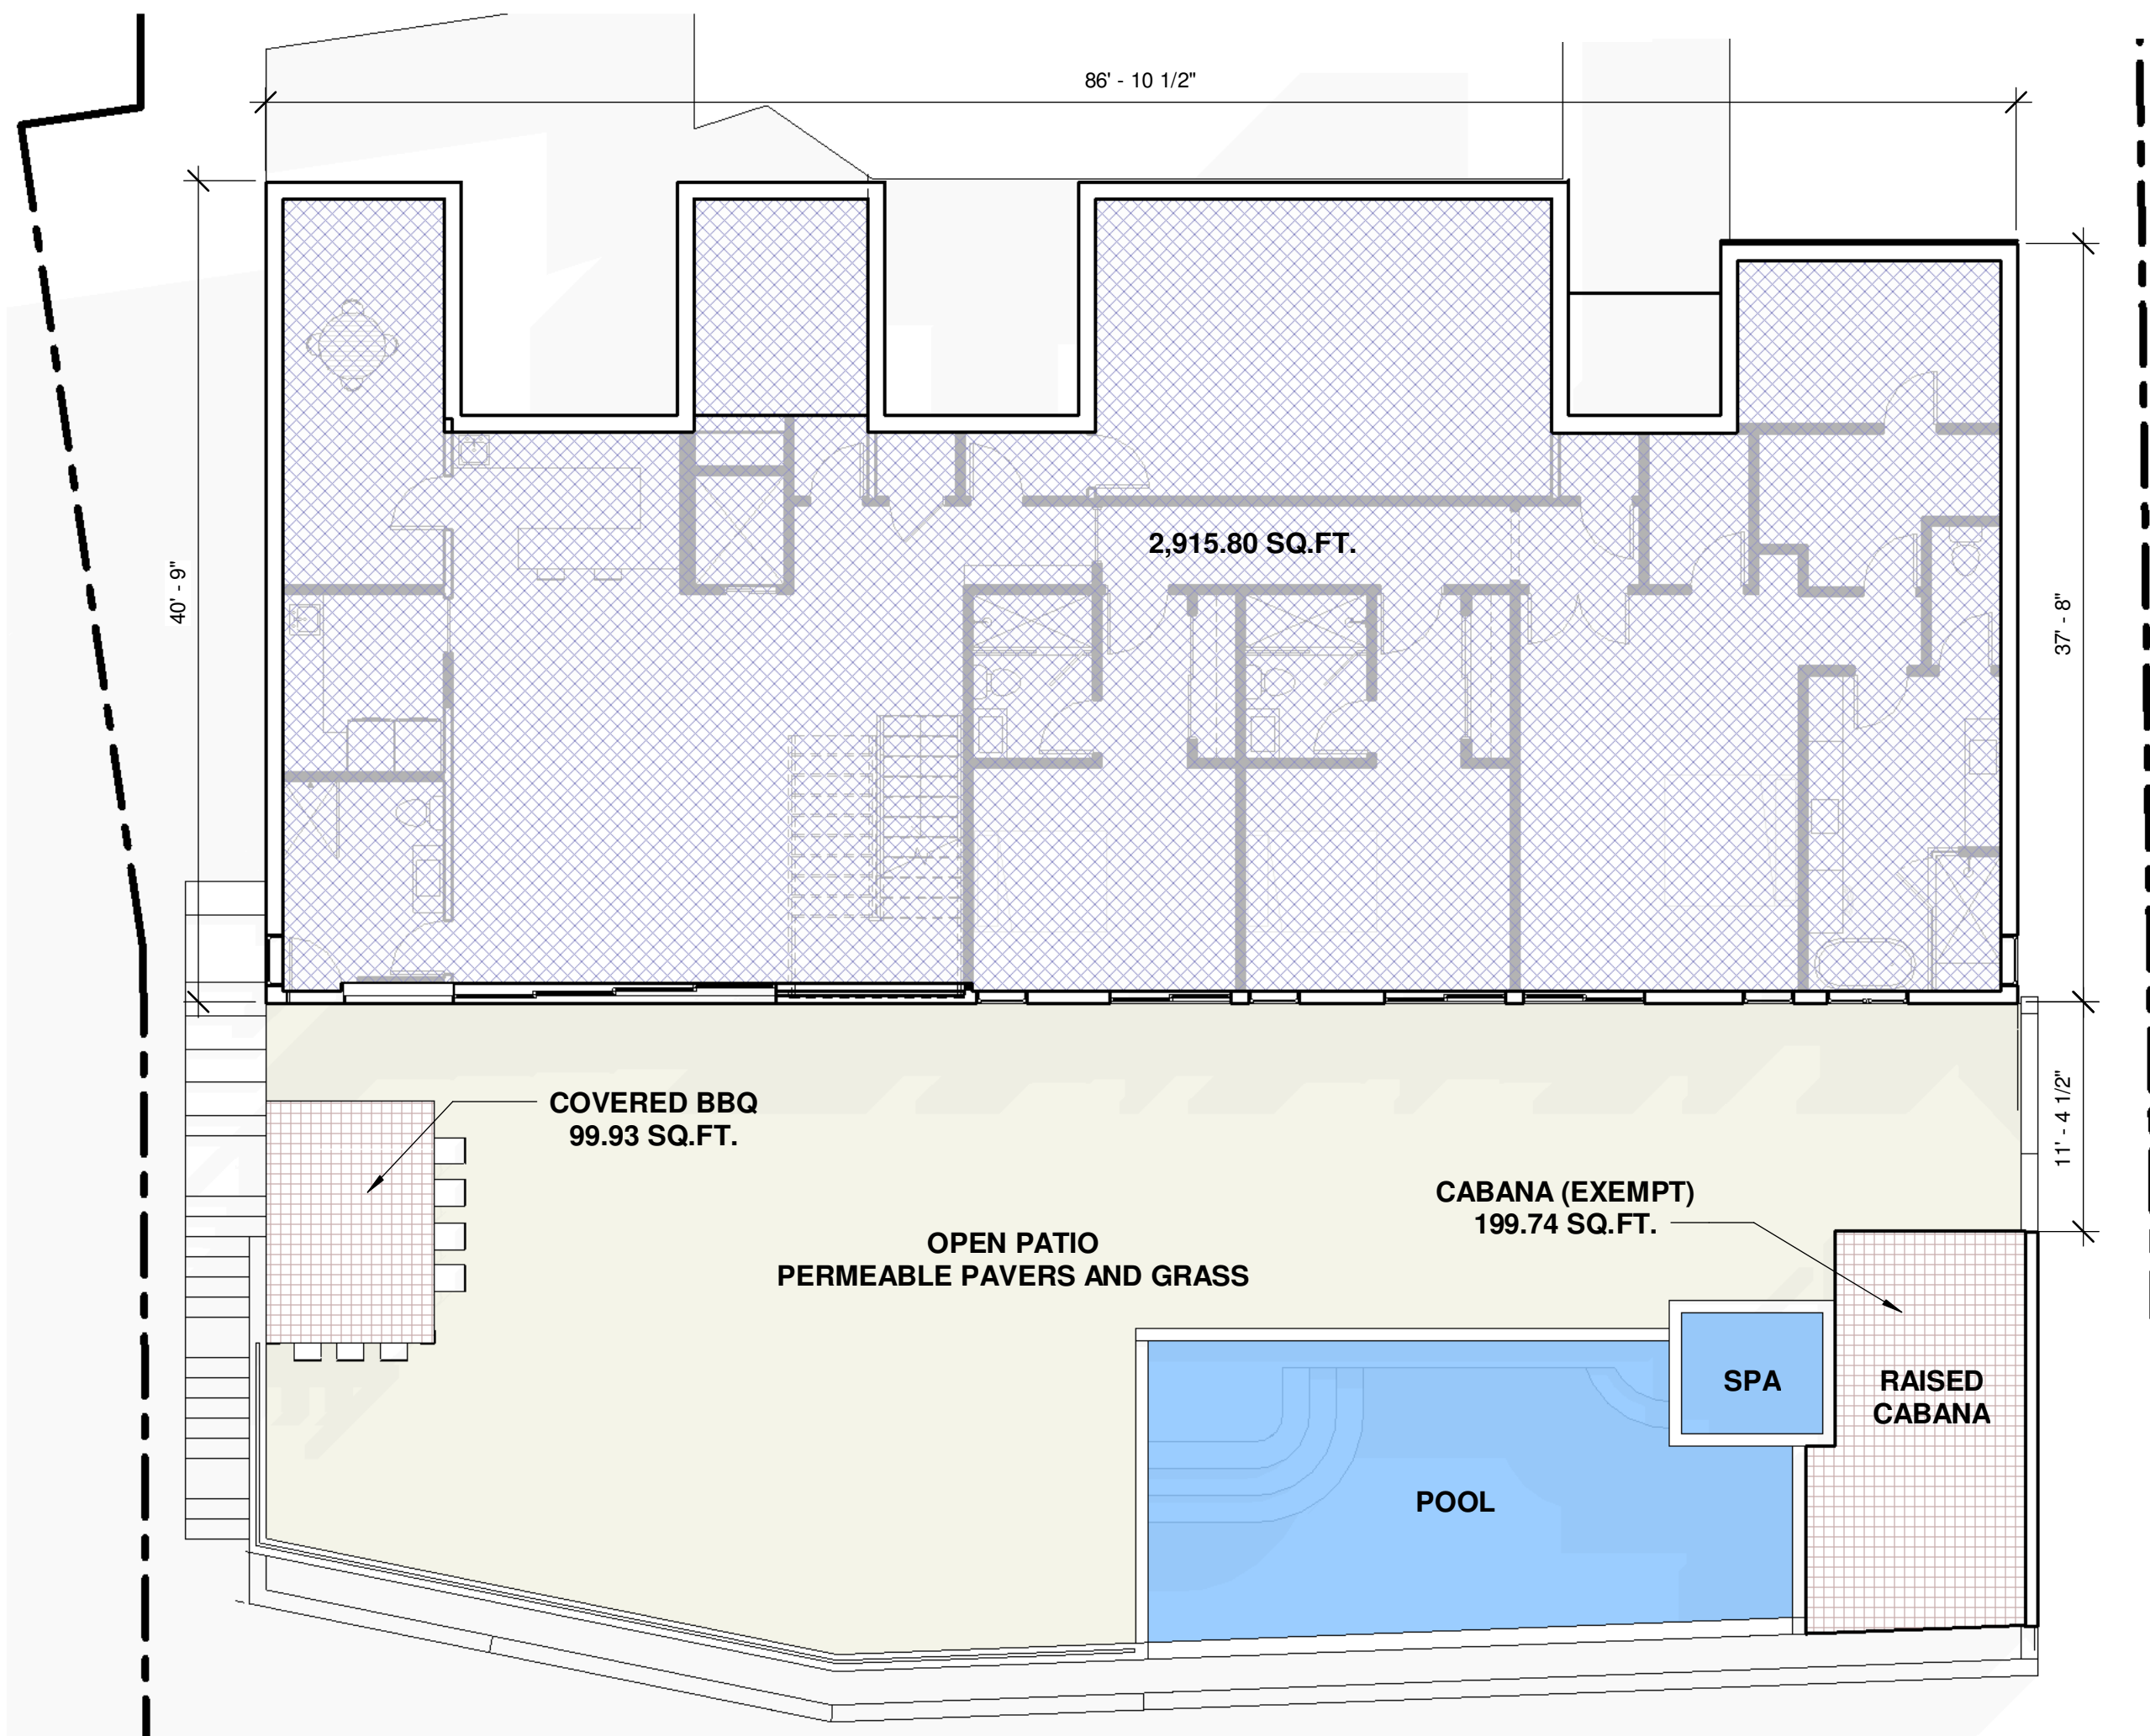 86' - 10 1/2"
2,915.80 SQ.FT.
40' - 9"
37' - 8"
COVERED BBQ
99.93 SQ.FT.
11' - 4 1/2"
CABANA (EXEMPT)
199.74 SQ.FT.
OPEN PATIO
PERMEABLE PAVERS AND GRASS
SPA
RAISED
CABANA
POOL